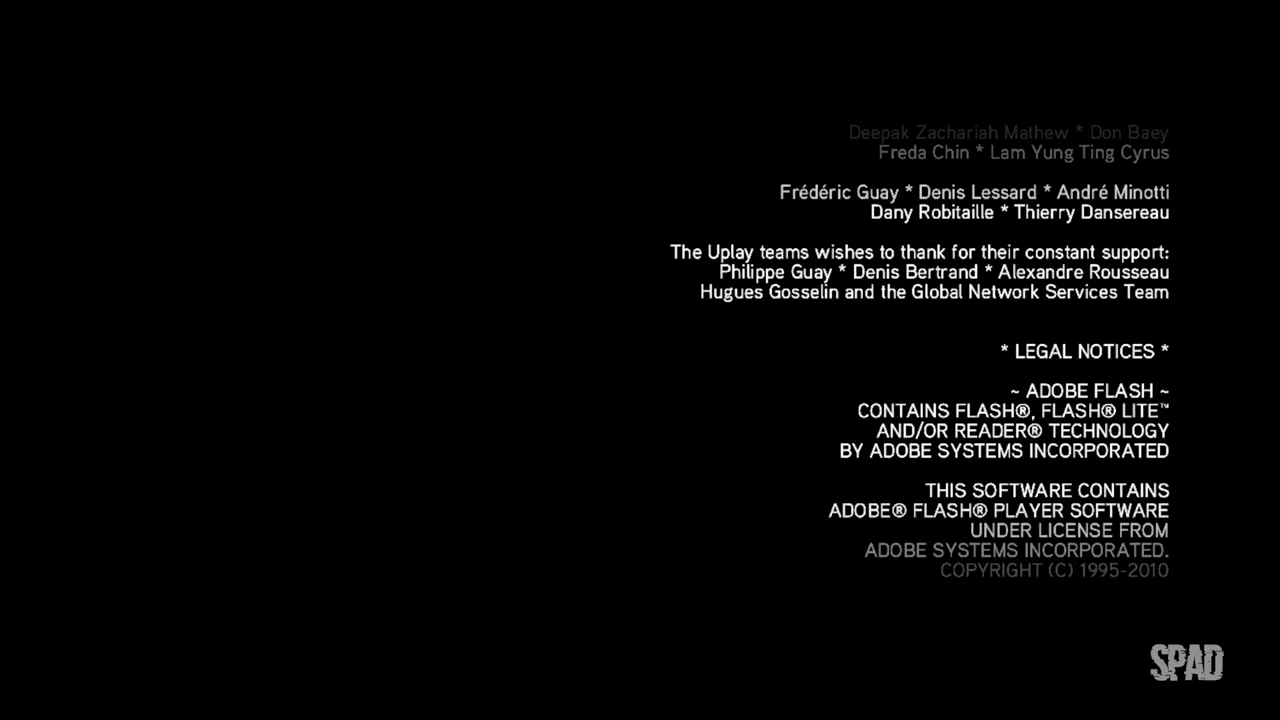 Deepak Zachariah Mathew * Don Baey
Freda Chin * Lam Yung Ting Cyrus
Frédéric Guay * Denis Lessard * André Minotti
Dany Robitaille * Thierry Dansereau
The Uplay teams wishes to thank for their constant support:
Philippe Guay * Denis Bertrand * Alexandre Rousseau
Hugues Gosselin and the Global Network Services Team
* LEGAL NOTICES *
~ ADOBE FLASH ~
CONTAINS FLASH®, FLASH® LITE™
AND/OR READER® TECHNOLOGY
BY ADOBE SYSTEMS INCORPORATED
THIS SOFTWARE CONTAINS
ADOBE® FLASH® PLAYER SOFTWARE
UNDER LICENSE FROM
ADOBE SYSTEMS INCORPORATED.
COPYRIGHT (C) 1995-2010
SPAD